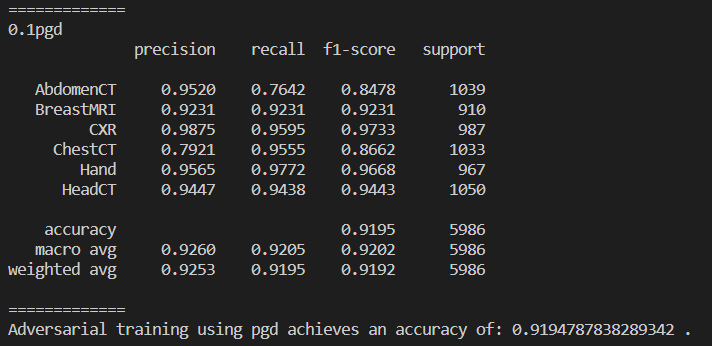 =============
0.1pgd
              precision    recall  f1-score   support

   AbdomenCT     0.9520    0.7642    0.8478      1039
   BreastMRI     0.9231    0.9231    0.9231       910
         CXR     0.9875    0.9595    0.9733       987
     ChestCT     0.7921    0.9555    0.8662      1033
        Hand     0.9565    0.9772    0.9668       967
      HeadCT     0.9447    0.9438    0.9443      1050

    accuracy                         0.9195      5986
   macro avg     0.9260    0.9205    0.9202      5986
weighted avg     0.9253    0.9195    0.9192      5986

=============
Adversarial training using pgd achieves an accuracy of: 0.9194787838289342 .